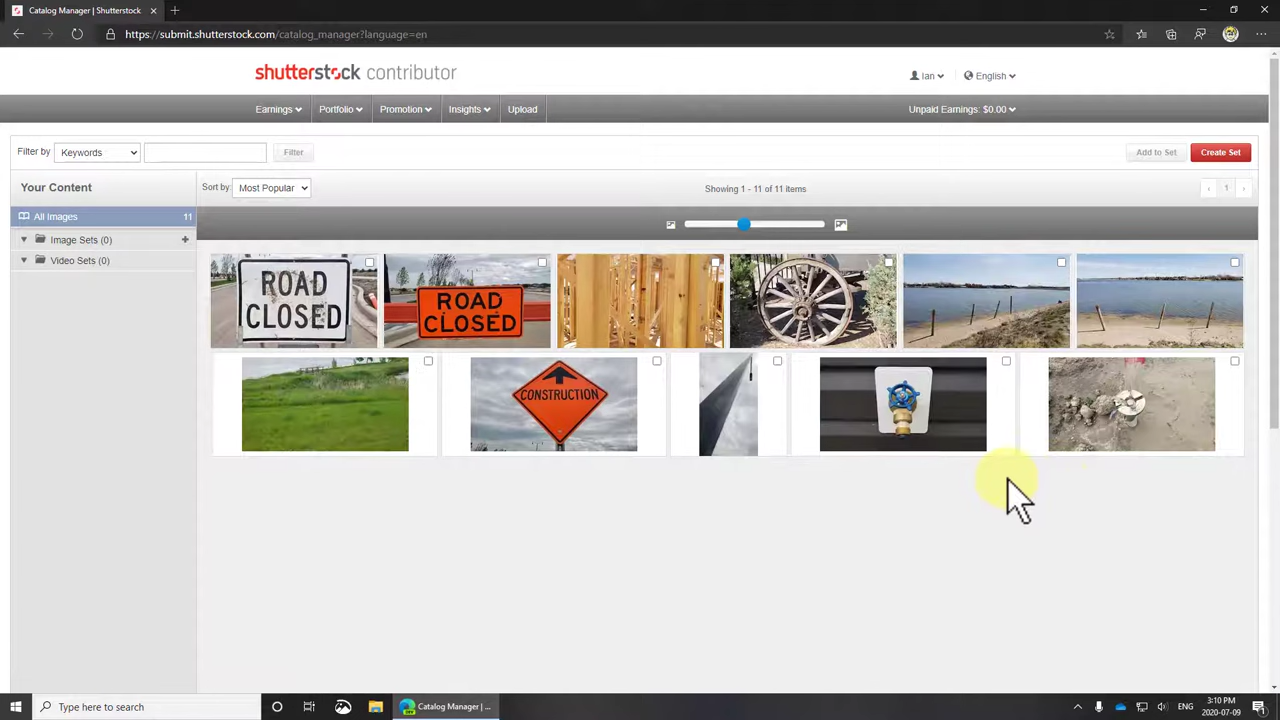 Catalog Manager | Shutterstock
https://submit.shutterstock.com/catalog_manager?language=en
shutterstock contributor
Ian
English
Earnings
Portfolio
Promotion
Insights
Upload
Unpaid Earnings: $0.00
Filter by
Keywords
Filter
Add to Set
Create Set
Your Content
Sort by:
Most Popular
Showing 1 - 11 of 11 items
1
All Images
11
Image Sets (0)
Video Sets (0)
ROAD
CLOSED
ROAD
CLOSED
CONSTRUCTION
Type here to search
Catalog Manager | ...
ENG
3:10 PM
2020-07-09